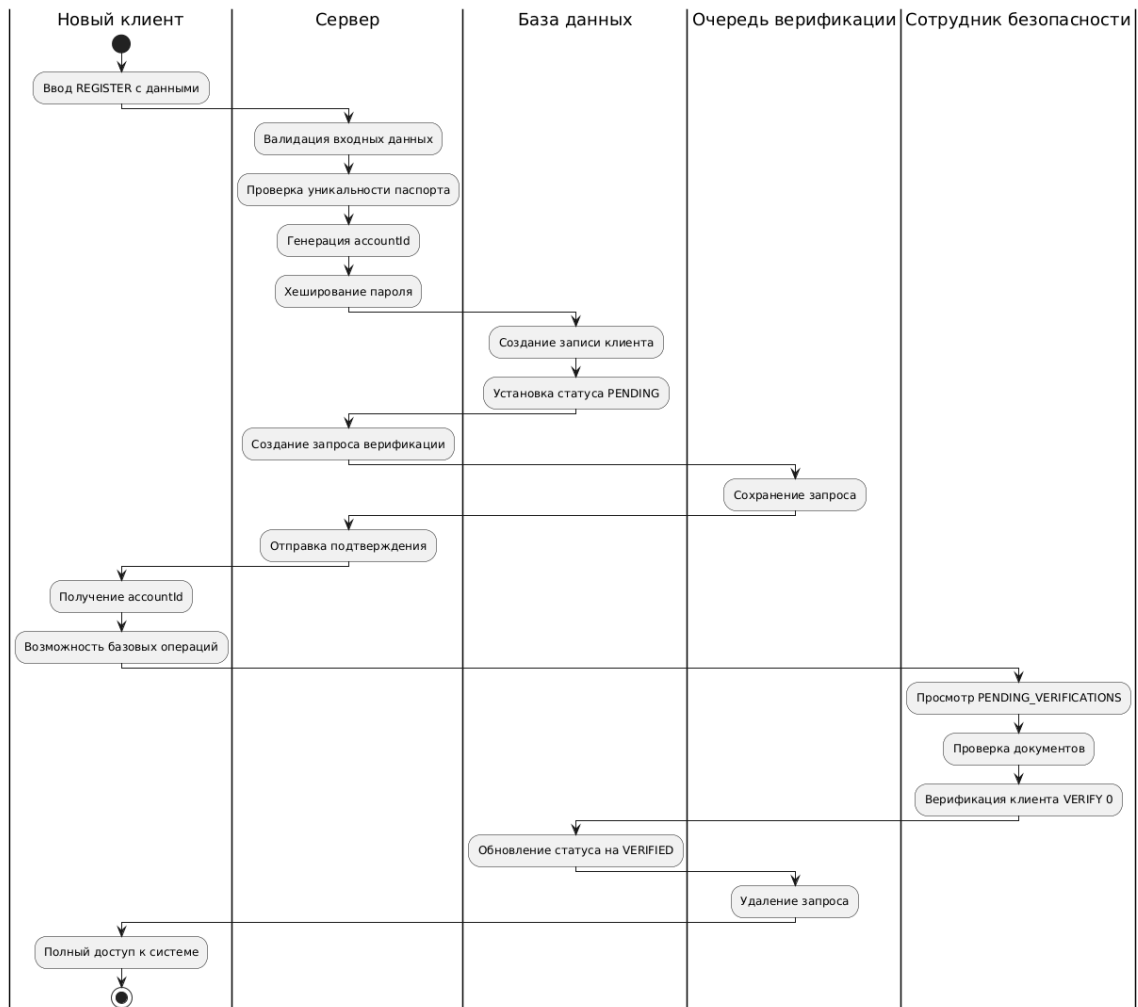 Новый клиент
Сервер
База данных
Очередь верификации
Сотрудник безопасности
Ввод REGISTER с данными
Валидация входных данных
Проверка уникальности паспорта
Генерация accountId
Хеширование пароля
Создание записи клиента
Установка статуса PENDING
Создание запроса верификации
Сохранение запроса
Отправка подтверждения
Получение accountId
Возможность базовых операций
Просмотр PENDING_VERIFICATIONS
Проверка документов
Верификация клиента VERIFY 0
Обновление статуса на VERIFIED
Удаление запроса
Полный доступ к системе